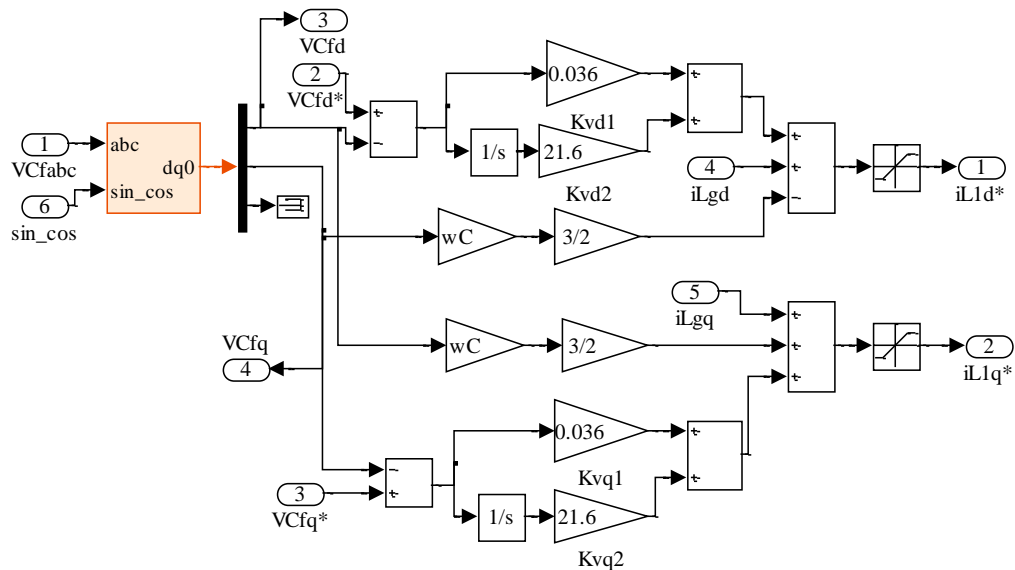 3
VCfd
2
VCfd*
0.036
Kvd1
1/s
21.6
Kvd2
1
VCfabc
6
sin_cos
abc
sin_cos
dq0
4
iLgd
1
iL1d*
wC
3/2
5
iLgq
VCfq
4
wC
3/2
2
iL1q*
0.036
Kvq1
3
VCfq*
1/s
21.6
Kvq2